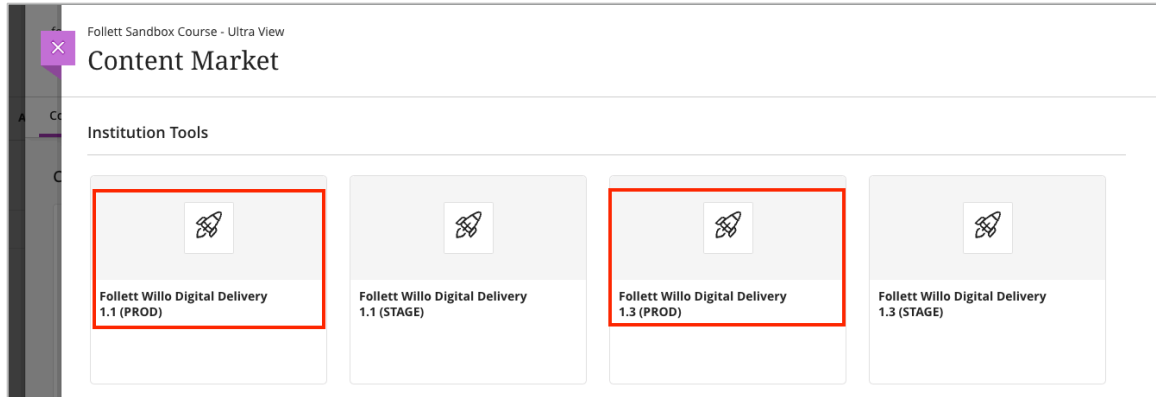 Follett Sandbox Course - Ultra View
Content Market
Institution Tools
Follett Willo Digital Delivery
1.1 (PROD)
Follett Willo Digital Delivery
1.1 (STAGE)
Follett Willo Digital Delivery
1.3 (PROD)
Follett Willo Digital Delivery
1.3 (STAGE)